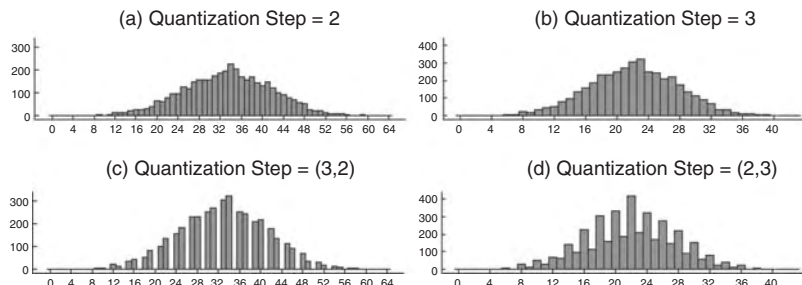 (a) Quantization Step = 2
300
200
100
0
0 4 8 12 16 20 24 28 32 36 40 44 48 52 56 60 64
(b) Quantization Step = 3
400
300
200
100
0
0 4 8 12 16 24 28 32 36 40
(c) Quantization Step = (3,2)
300
200
100
0
0 4 8 12 16 20 24 28 32 36 40 44 48 52 56 60 64
(d) Quantization Step = (2,3)
400
300
200
100
0
0 4 8 12 16 20 24 28 32 36 40